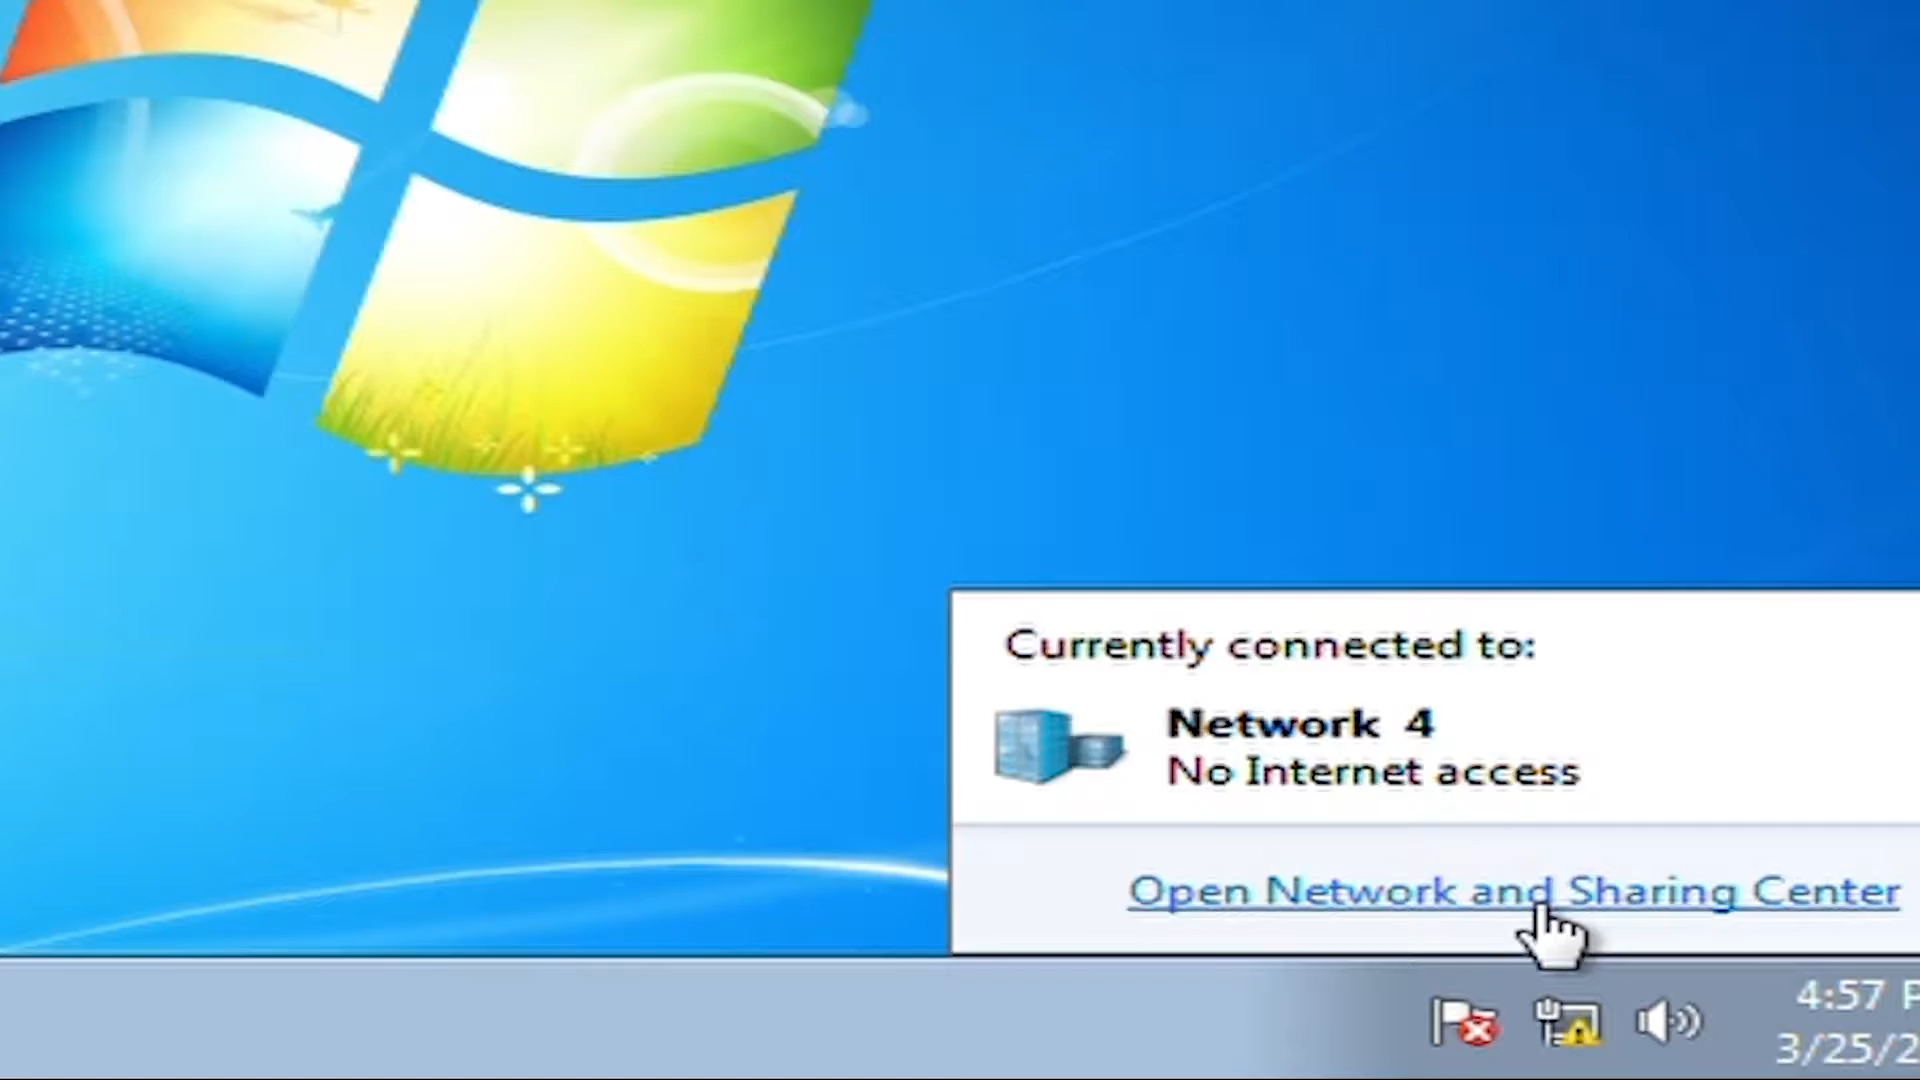 Currently connected to:
Network 4
No Internet access
Open Network and Sharing Center
4:57 P
3/25/2